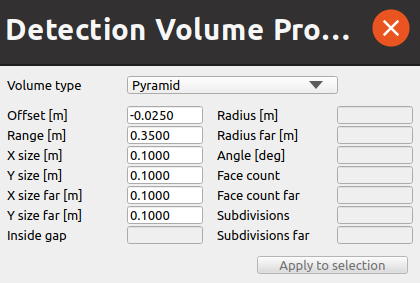 Detection Volume Pro...
Volume type Pyramid
Offset [m] -0.0250 Radius [m]
Range [m] 0.3500 Radius far [m]
X size [m] 0.1000 Angle [deg]
Y size [m] 0.1000 Face count
X size far [m] 0.1000 Face count far
Y size far [m] 0.1000 Subdivisions
Inside gap Subdivisions far
Apply to selection